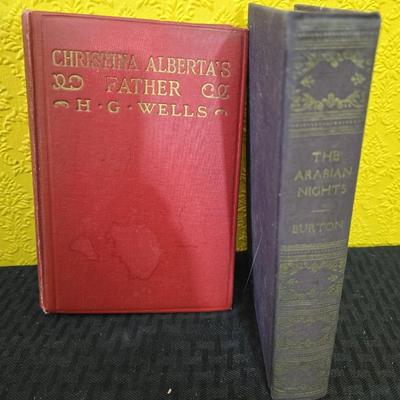 CHRISTINA ALBERTA'S
FATHER
H · G · WELLS
THE
ARABIAN
NIGHTS
BURTON